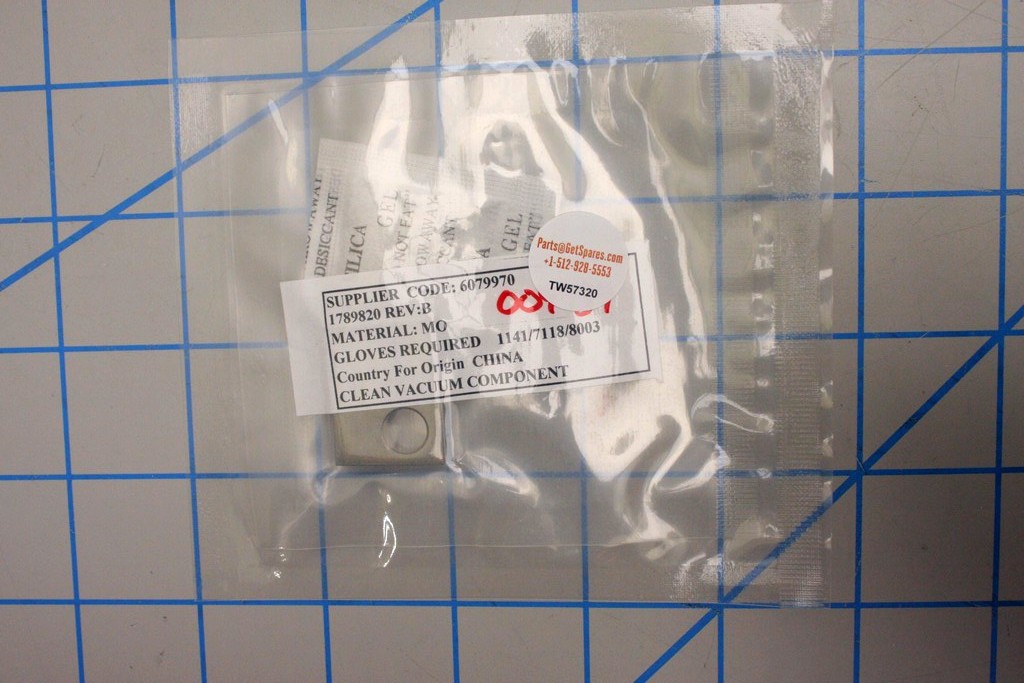 DESICCANT
GEL
GEL
Parts@GetSpares.com
+1-512-928-5553
TW57320
SUPPLIER CODE: 6079970
1789820 REV:B
MATERIAL: MO
GLOVES REQUIRED 1141/7118/8003
Country For Origin CHINA
CLEAN VACUUM COMPONENT